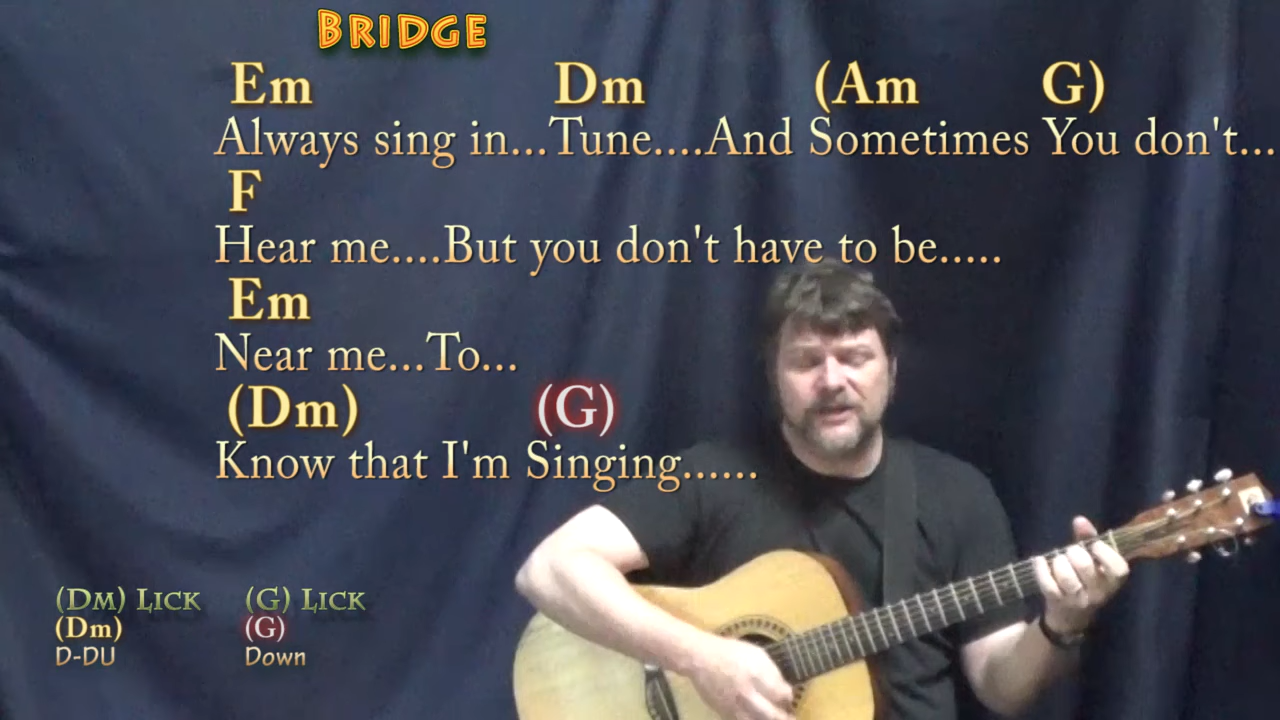 BRIDGE
Em Dm (Am G)
Always sing in...Tune....And Sometimes You don't...
F
Hear me....But you don't have to be.....
Em
Near me...To...
(Dm) (G)
Know that I'm Singing......
(DM) LICK (G) LICK
(Dm) (G)
D-DU Down